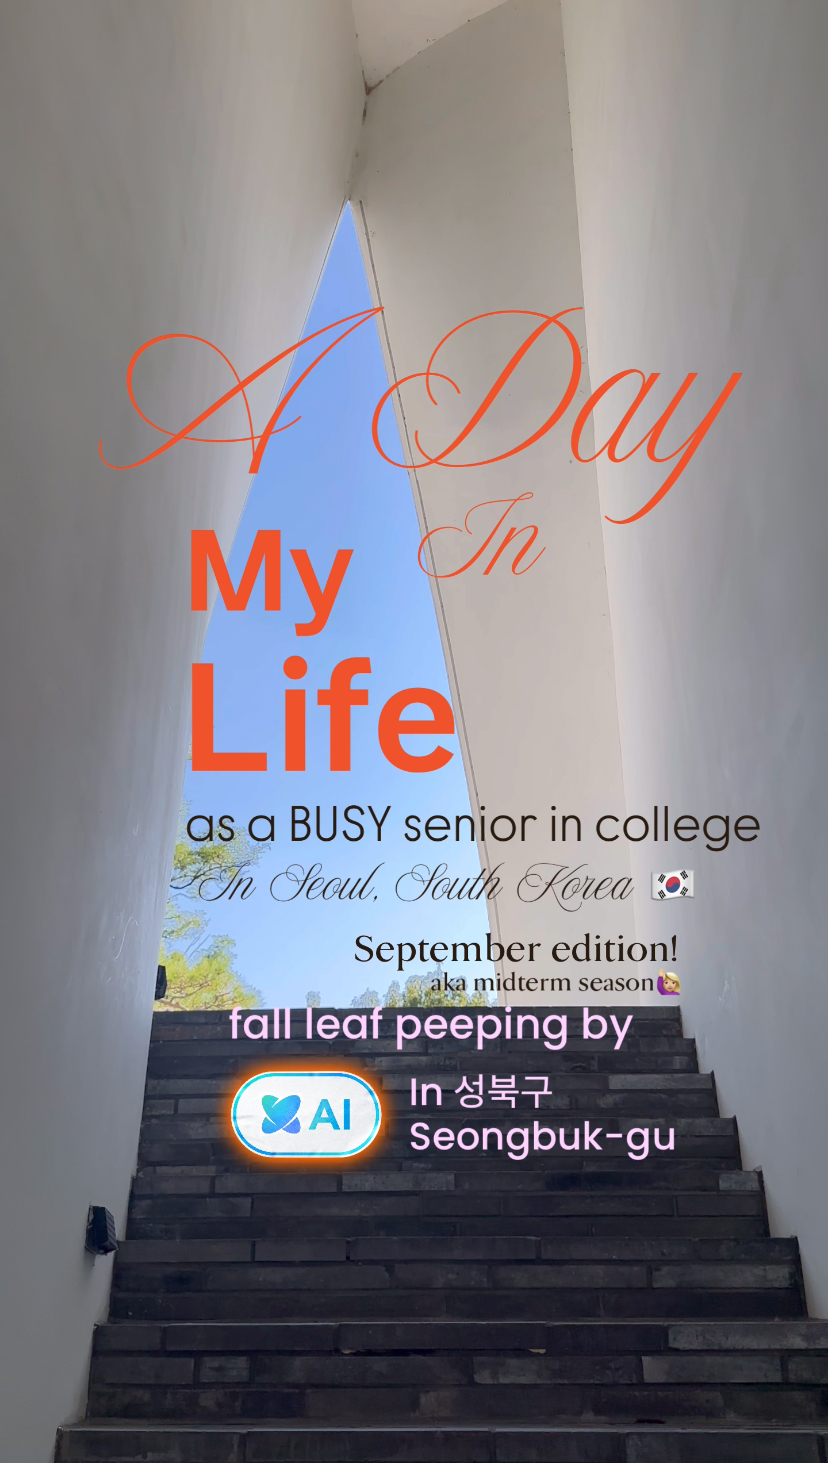 A Day
In
My
Life
as a BUSY senior in college
In Seoul, South Korea 🇰🇷
September edition!
aka midterm season🙋🏼‍♀️
fall leaf peeping by
AI
In 성북구
Seongbuk-gu